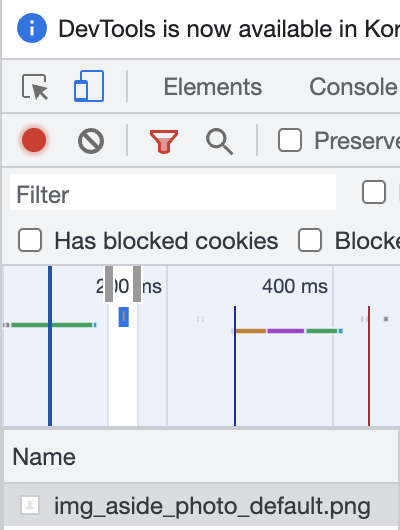 DevTools is now available in Kor
Elements Console
Preserve
Filter
Has blocked cookies Blocke
200 ms 400 ms
Name
img_aside_photo_default.png